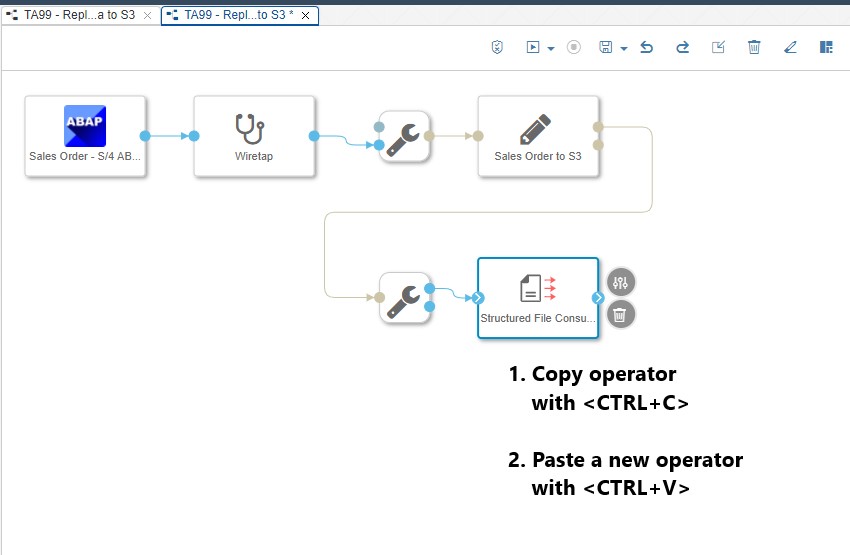 TA99 - Repl...a to S3
TA99 - Repl...to S3 *
ABAP
Sales Order - S/4 AB...
Wiretap
Sales Order to S3
Structured File Consu...
1. Copy operator
with <CTRL+C>
2. Paste a new operator
with <CTRL+V>